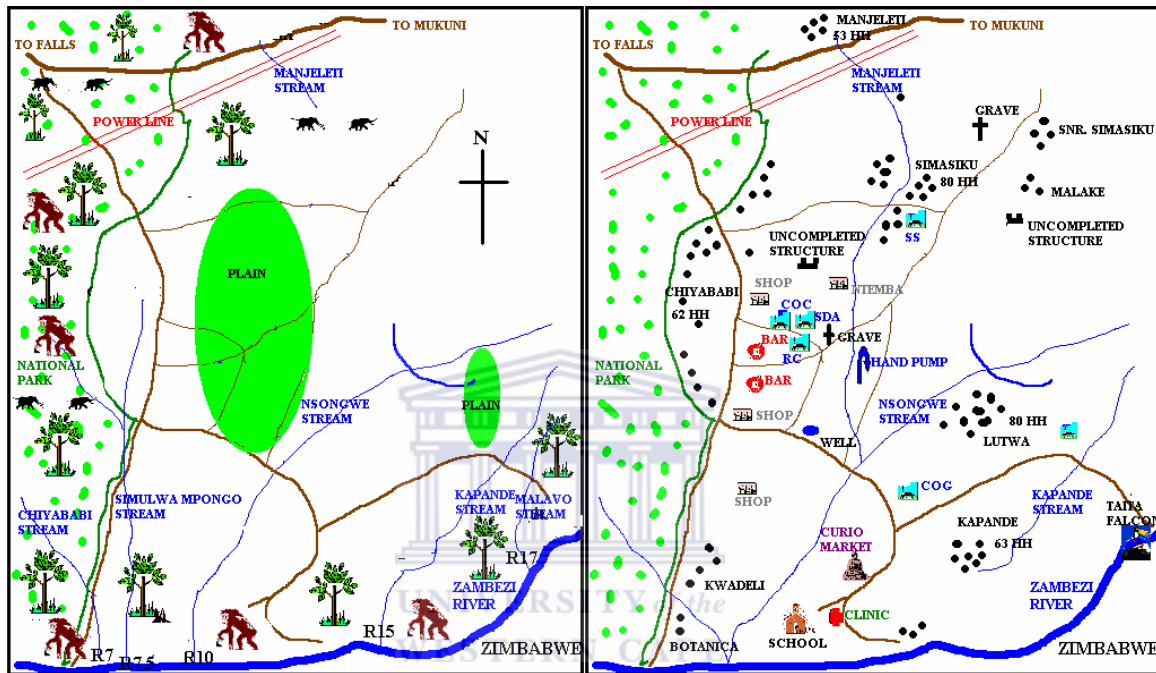 TO MUKUNI
TO FALLS
MANJELETI
STREAM
POWER LINE
N
PLAIN
NATIONAL
PARK
NSONGWE
STREAM
PLAIN
SIMULWA MPONGO
STREAM
CHIYABABI
STREAM
KAPANDE
STREAM
MALAVO
STREAM
R17
ZAMBEZI
RIVER
R15
R7
R7.5
R10
ZIMBABWE
MANJELETI
53 HH
TO MUKUNI
TO FALLS
MANJELETI
STREAM
GRAVE
POWER LINE
SNR. SIMASIKU
SIMASIKU
80 HH
MALAKE
SS
UNCOMPLETED
STRUCTURE
UNCOMPLETED
STRUCTURE
SHOP
NTEMBA
CHIYABABI
62 HH
COC
SDA
BAR
RC
GRAVE
HAND PUMP
NATIONAL
PARK
BAR
SHOP
NSONGWE
STREAM
WELL
80 HH
LUTWA
SHOP
COG
KAPANDE
STREAM
TAITA
FALCON
CURIO
MARKET
KAPANDE
63 HH
KWADELI
ZAMBEZI
RIVER
CLINIC
SCHOOL
BOTANICA
ZIMBABWE
UNIVERSITY of the
WESTERN CAPE